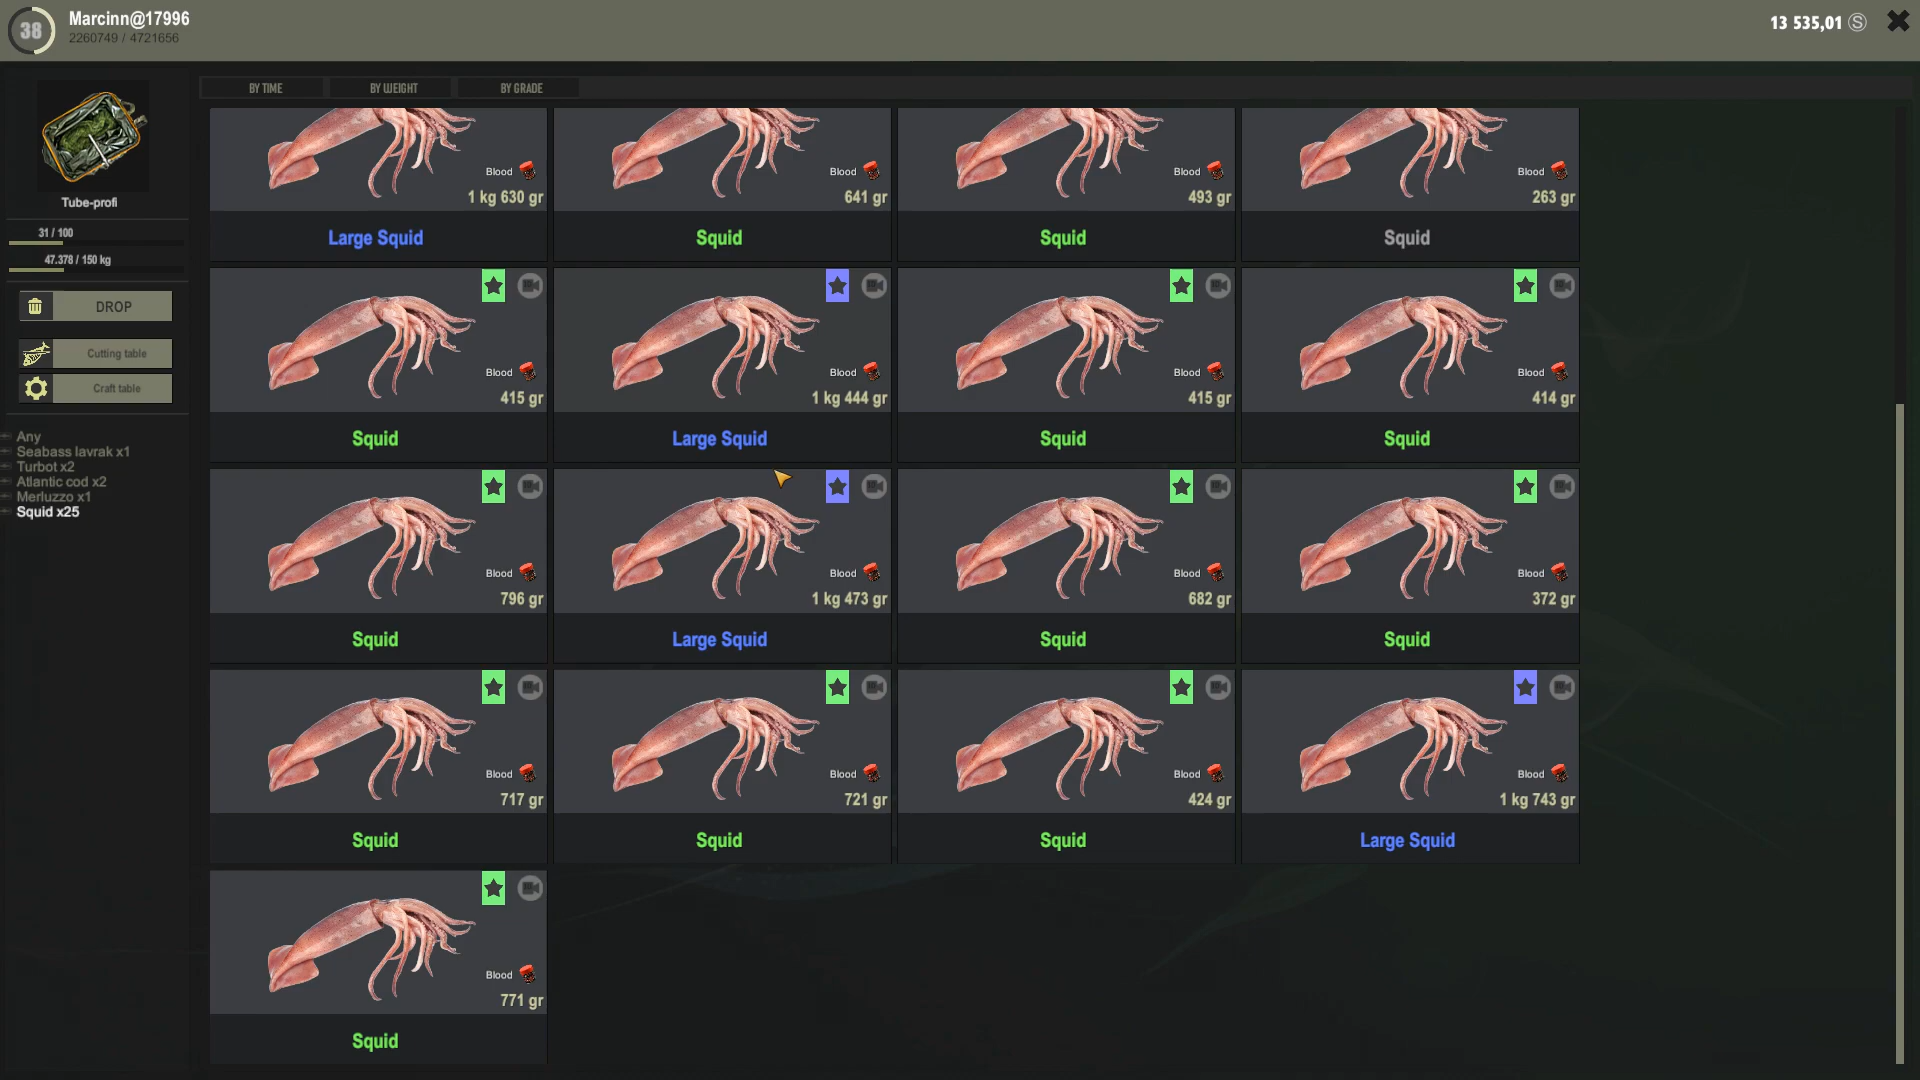 38
Marcinn@17996
2260749 / 4721656
13 535,01 S
BY TIME
BY WEIGHT
BY GRADE
Tube-profi
31 / 100
47.378 / 150 kg
DROP
Cutting table
Craft table
Any
Seabass lavrak x1
Turbot x2
Atlantic cod x2
Merluzzo x1
Squid x25
Blood
1 kg 630 gr
Large Squid
Blood
641 gr
Squid
Blood
493 gr
Squid
Blood
263 gr
Squid
Blood
415 gr
Squid
Blood
1 kg 444 gr
Large Squid
Blood
415 gr
Squid
Blood
414 gr
Squid
Blood
796 gr
Squid
Blood
1 kg 473 gr
Large Squid
Blood
682 gr
Squid
Blood
372 gr
Squid
Blood
717 gr
Squid
Blood
721 gr
Squid
Blood
424 gr
Squid
Blood
1 kg 743 gr
Large Squid
Blood
771 gr
Squid